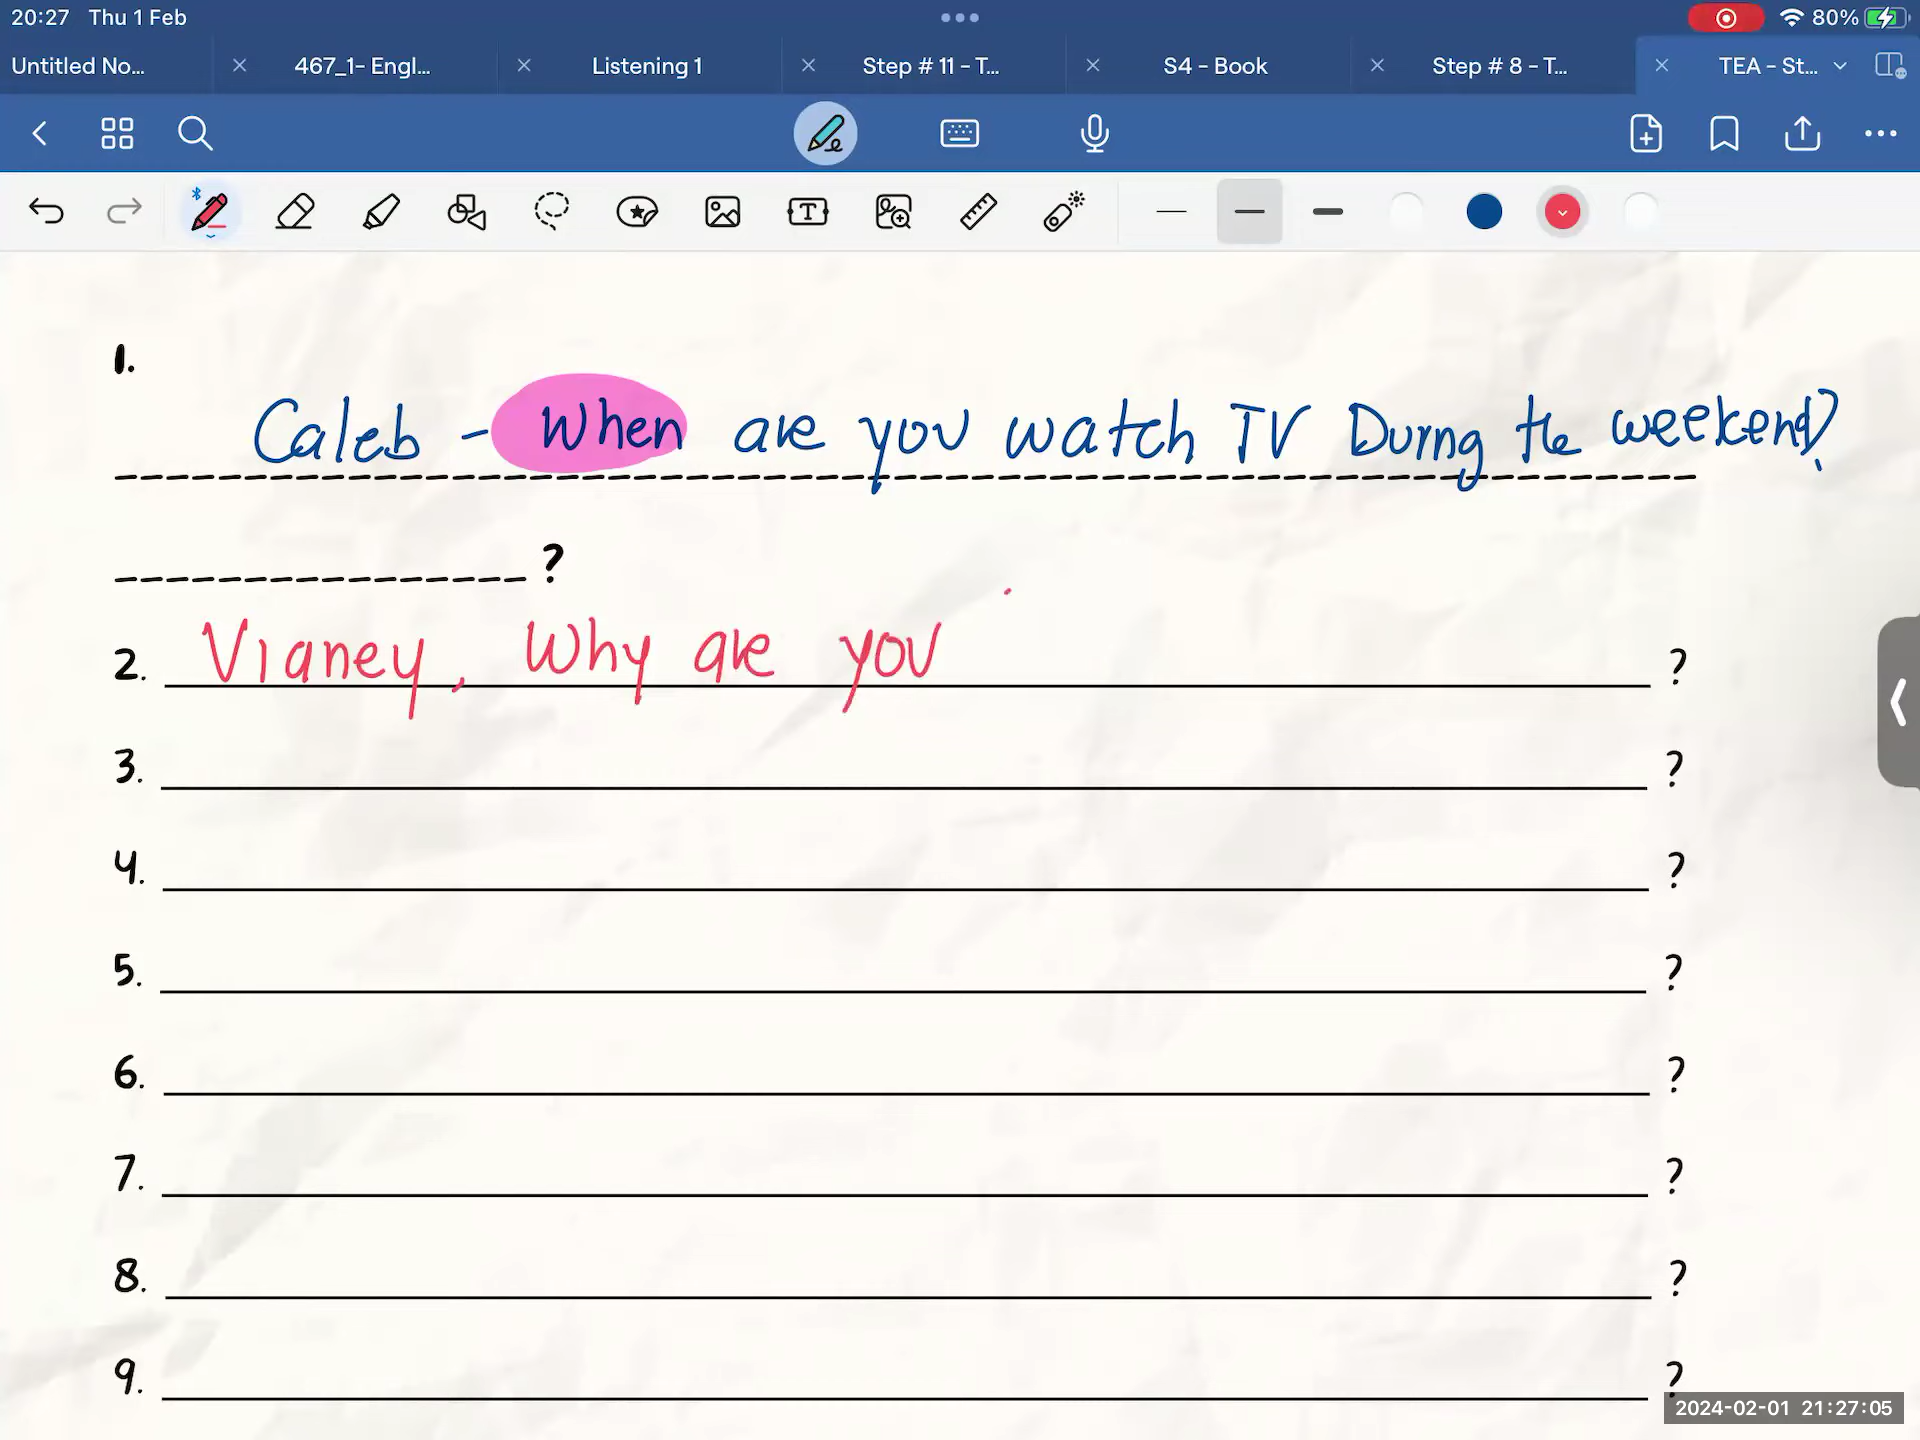 20:27 Thu 1 Feb 80%
Untitled No... 467_1- Engl... Listening 1 Step # 11 - T... S4 - Book Step # 8 - T... TEA - St...
1.
Caleb - When are you watch TV Durng the weekend?
________________ ?
2. Vianey, Why are you ?
3. ?
4. ?
5. ?
6. ?
7. ?
8. ?
9. ?
2024-02-01 21:27:05